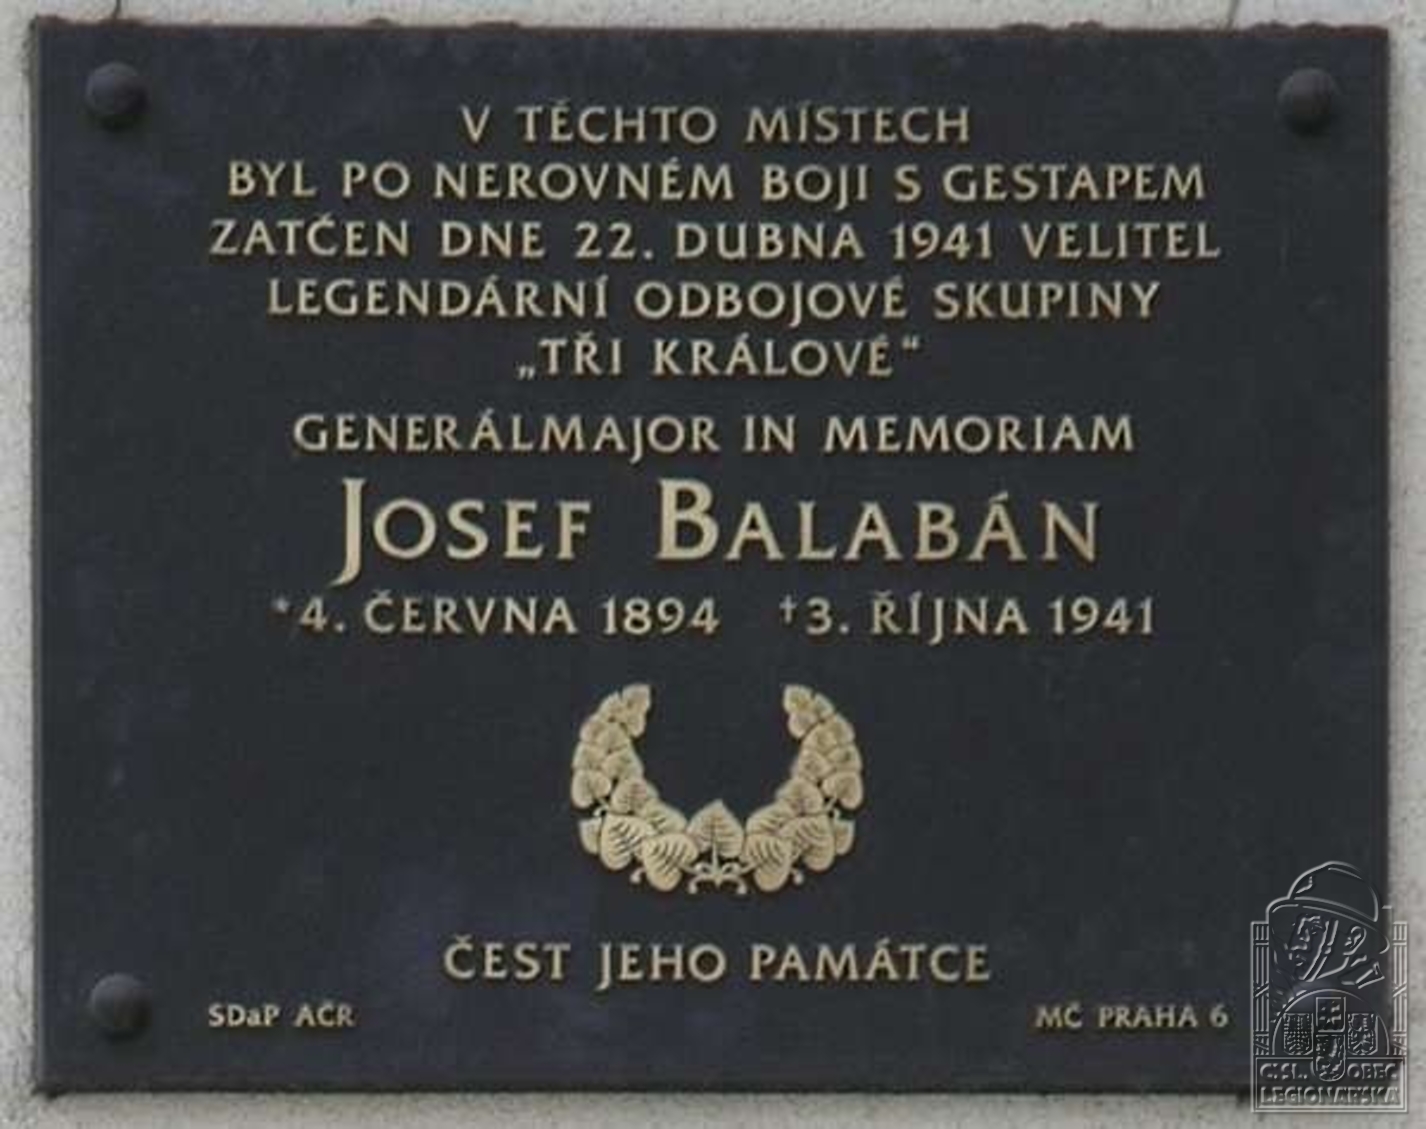 V TĚCHTO MÍSTECH
BYL PO NEROVNÉM BOJI S GESTAPEM
ZATČEN DNE 22. DUBNA 1941 VELITEL
LEGENDÁRNÍ ODBOJOVÉ SKUPINY
„TŘI KRÁLOVÉ“
GENERÁLMAJOR IN MEMORIAM
JOSEF BALABÁN
*4. ČERVNA 1894 †3. ŘÍJNA 1941
ČEST JEHO PAMÁTCE
SDaP AČR
MČ PRAHA 6
Č.SL. OBEC
LEGIONÁŘSKÁ